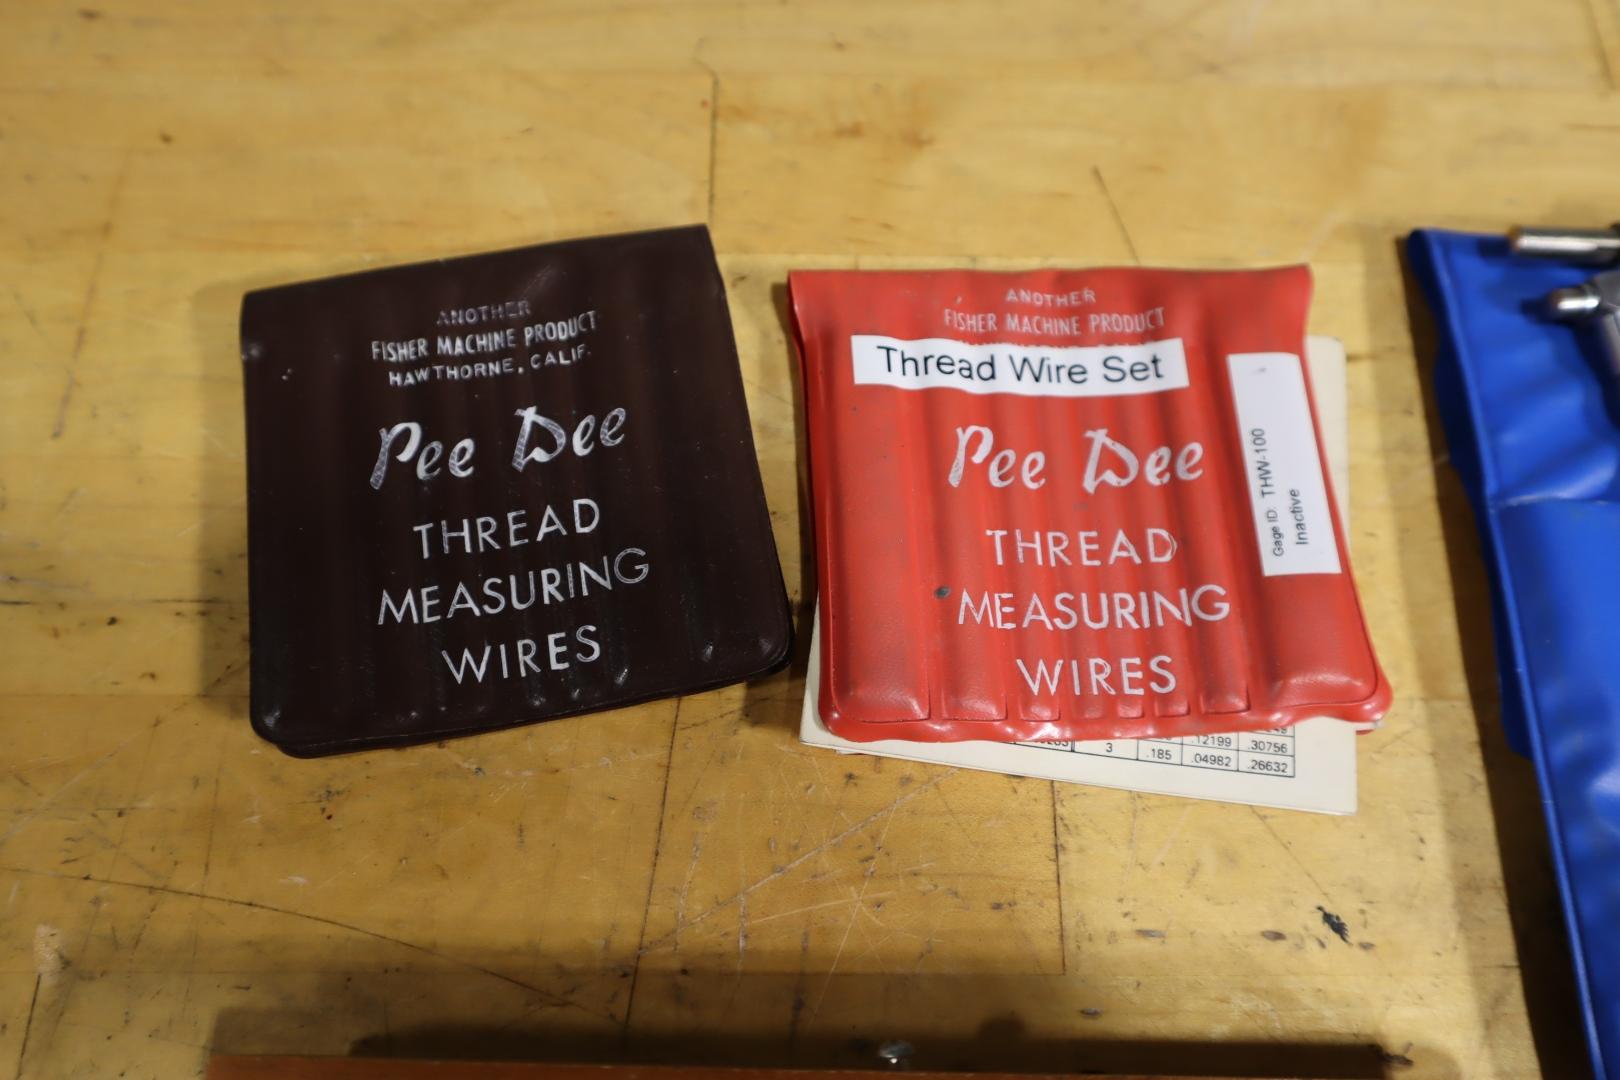 ANOTHER
FISHER MACHINE PRODUCT
HAWTHORNE, CALIF.
Pee Dee
THREAD
MEASURING
WIRES
ANOTHER
FISHER MACHINE PRODUCT
Thread Wire Set
Pee Dee
THREAD
MEASURING
WIRES
Gage ID: THW-100
Inactive
.12199 .30756
3 .185 .04982 .26632